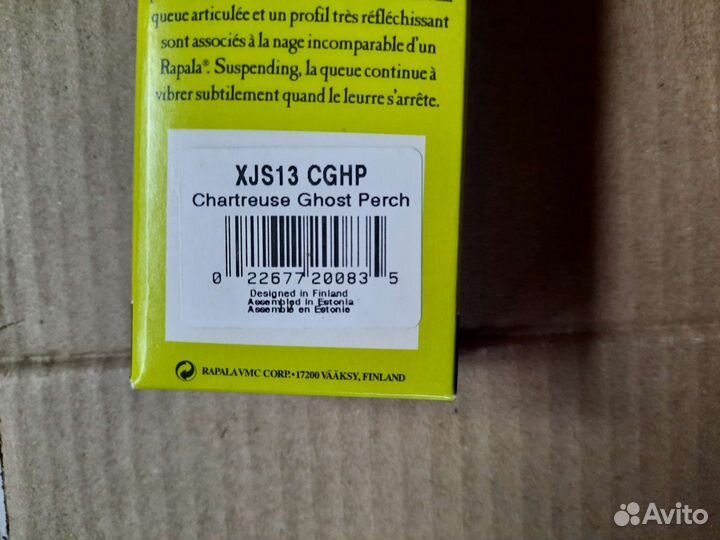 queue articulée et un profil très réfléchissant
sont associés à la nage incomparable d'un
Rapala®. Suspending, la queue continue à
vibrer subtilement quand le leurre s'arrête.
XJS13 CGHP
Chartreuse Ghost Perch
0 22677 20083 5
Designed in Finland
Assembled in Estonia
Assemblé en Estonie
RAPALA VMC CORP. • 17200 VÄÄKSY, FINLAND
Avito